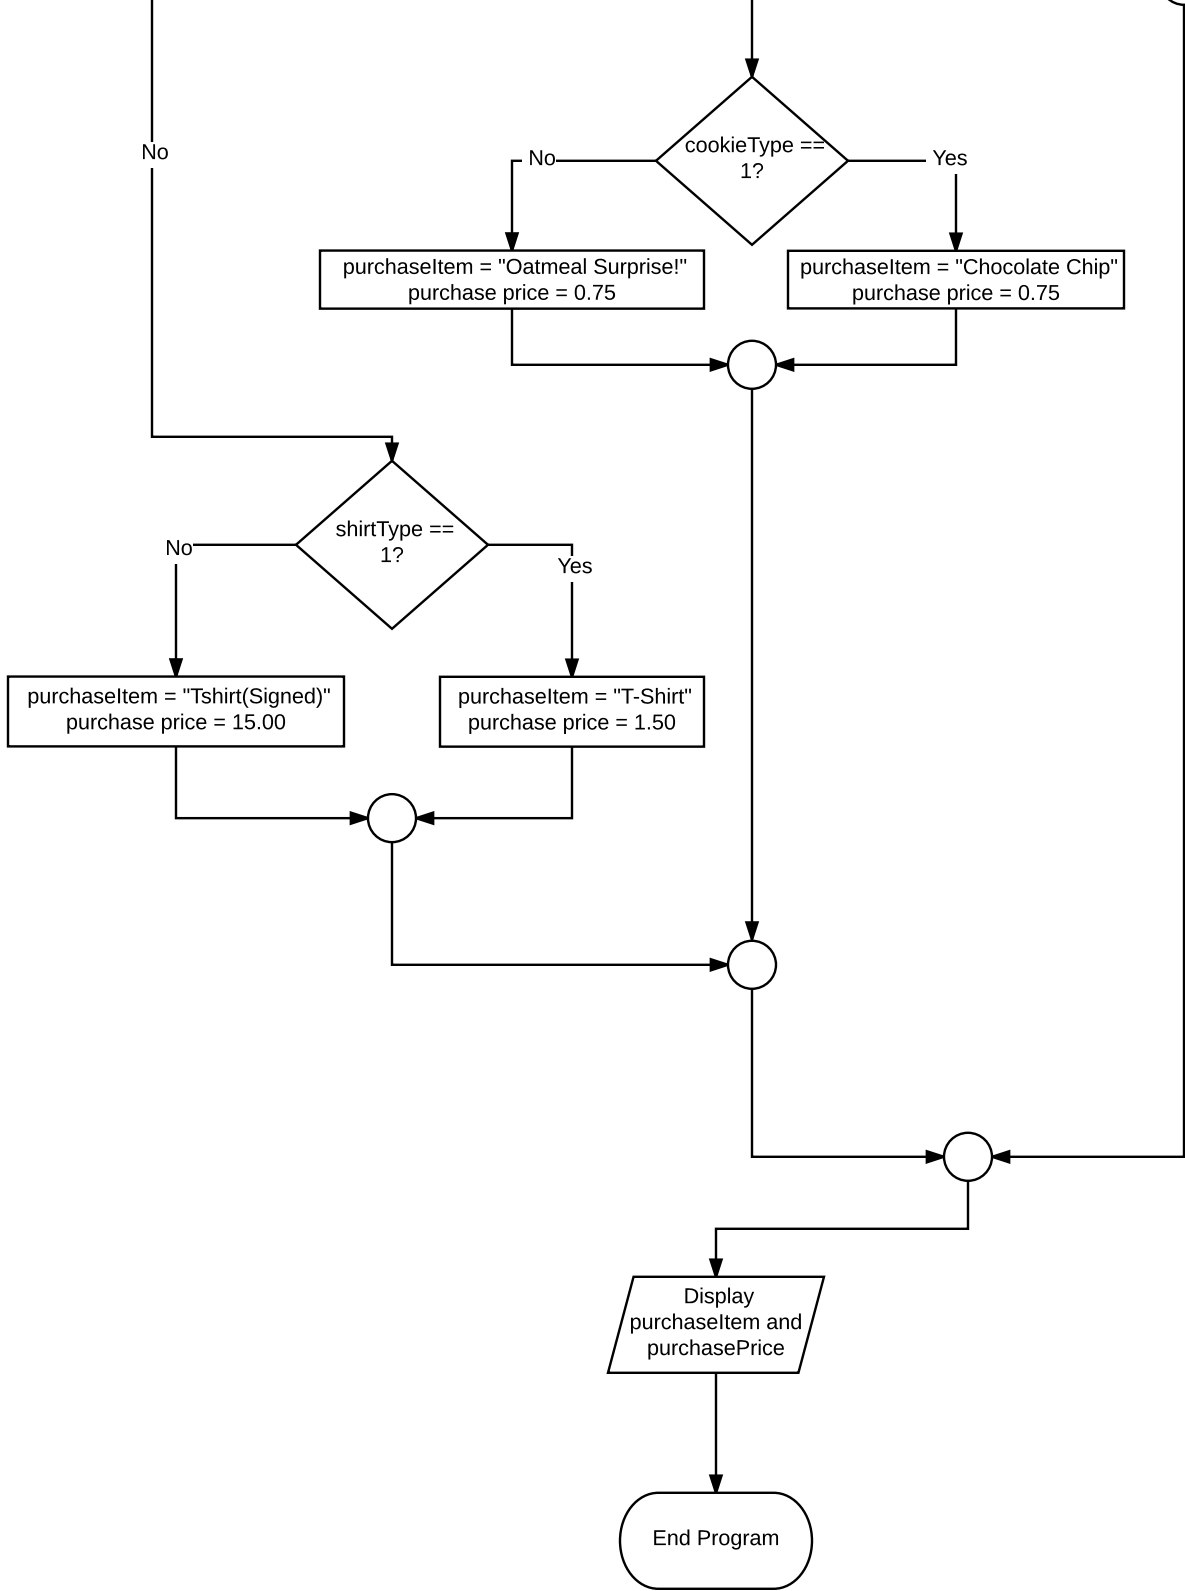 No
cookieType ==
1?
No
Yes
purchaseItem = "Oatmeal Surprise!"
purchase price = 0.75
purchaseItem = "Chocolate Chip"
purchase price = 0.75
shirtType ==
1?
No
Yes
purchaseItem = "Tshirt(Signed)"
purchase price = 15.00
purchaseItem = "T-Shirt"
purchase price = 1.50
Display
purchaseItem and
purchasePrice
End Program